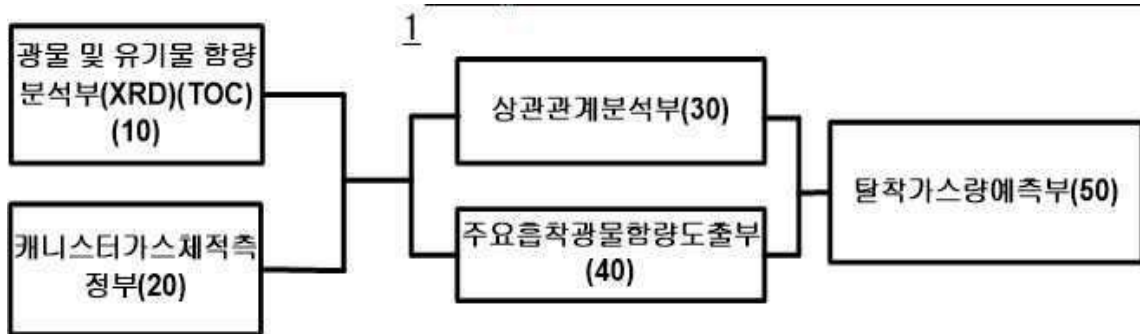 1
광물 및 유기물 함량
분석부(XRD)(TOC)
(10)
캐니스터가스체적측
정부(20)
상관관계분석부(30)
주요흡착광물함량도출부
(40)
탈착가스량예측부(50)